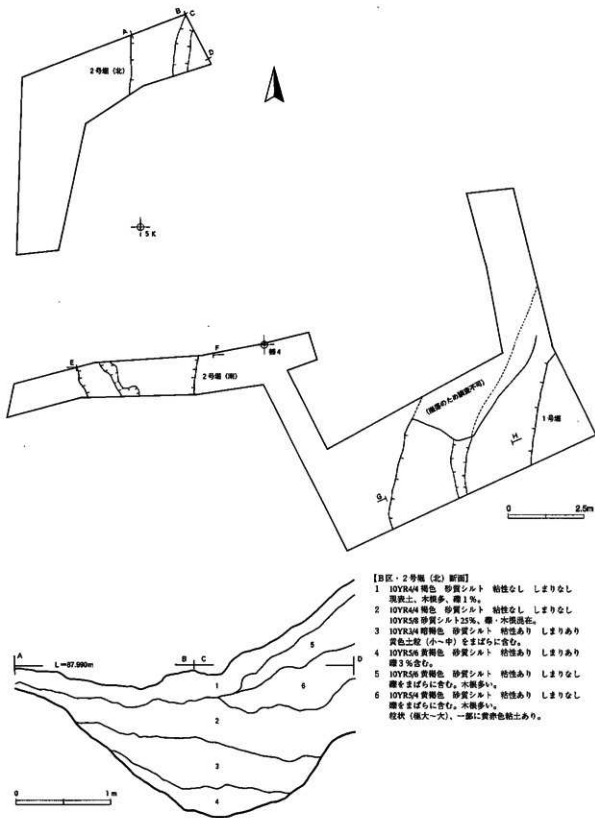 B
C
A
D
2号堀(北)
5K
F
E
2号堀(南)
(崩落のため調査不可)
1号堀
H
G
0 2.5m
【B区・2号堀(北)断面】
1 10YR4/4 褐色 砂質シルト 粘性なし しまりなし
現表土、木根多、礫1%。
2 10YR4/4 褐色 砂質シルト 粘性なし しまりなし
10YR5/8 砂質シルト25%、礫・木根混在。
3 10YR3/4 暗褐色 砂質シルト 粘性あり しまりあり
黄色土粒(小~中)をまばらに含む。
4 10YR5/6 黄褐色 砂質シルト 粘性あり しまりあり
礫3%含む。
5 10YR5/6 黄褐色 砂質シルト 粘性あり しまりなし
礫をまばらに含む。木根多い。
6 10YR5/4 黄褐色 砂質シルト 粘性あり しまりなし
礫をまばらに含む。木根多い。
粒状(極大~大)、一部に黄赤色粘土あり。
A
L=87.990m
B C
D
5
6
1
2
3
4
0 1m